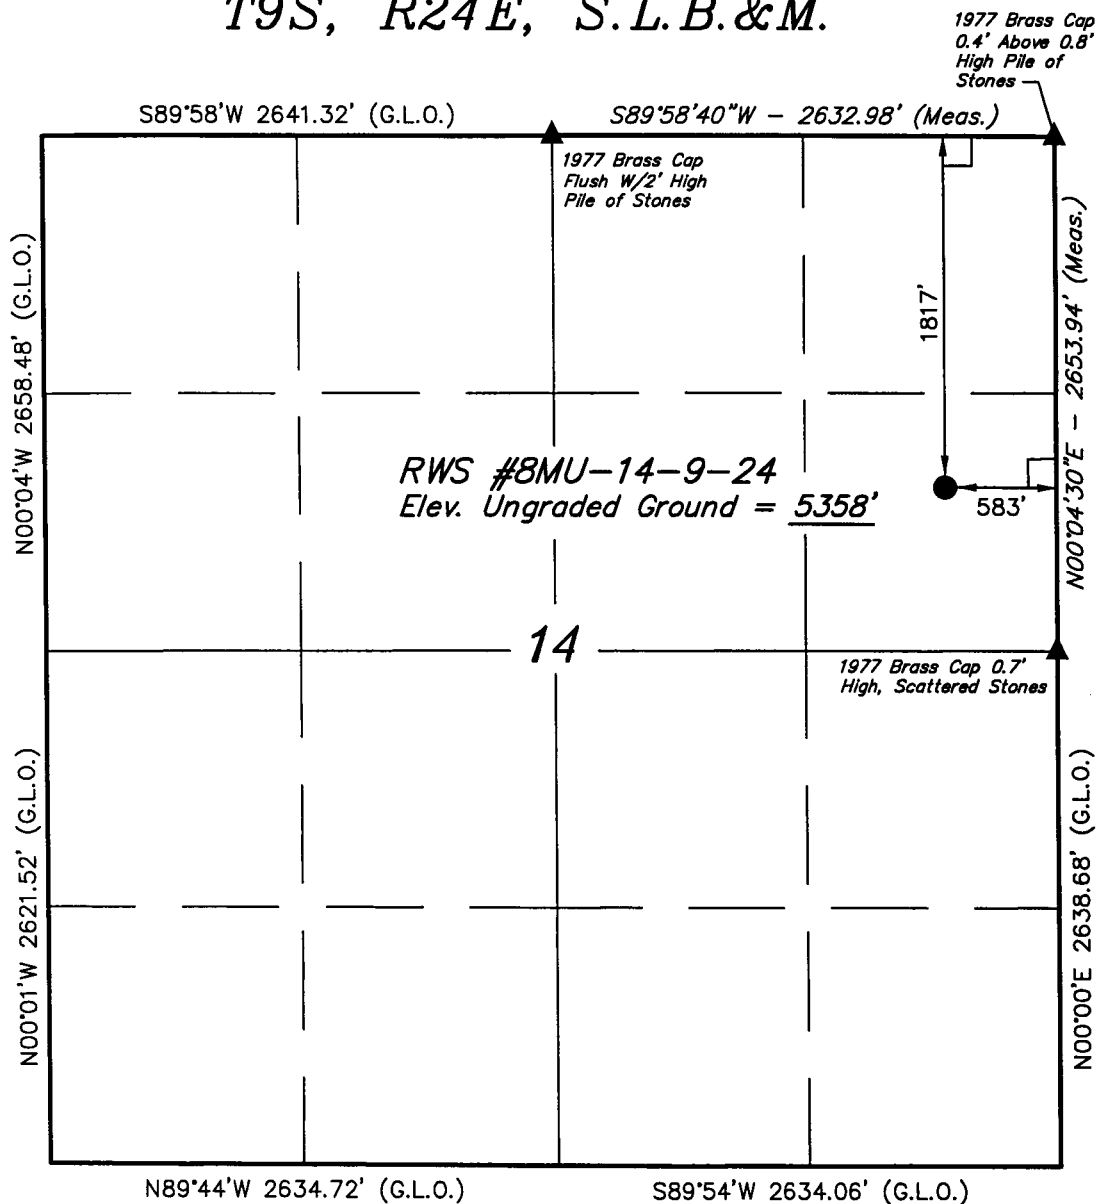 T9S, R24E, S.L.B.&M.
1977 Brass Cap
0.4' Above 0.8'
High Pile of
Stones
S89°58'W 2641.32' (G.L.O.)
S89°58'40"W - 2632.98' (Meas.)
1977 Brass Cap
Flush W/2' High
Pile of Stones
N00°04'W 2658.48' (G.L.O.)
1817'
N00°04'30"E - 2653.94' (Meas.)
RWS #8MU-14-9-24
Elev. Ungraded Ground = 5358'
583'
14
1977 Brass Cap 0.7'
High, Scattered Stones
N00°01'W 2621.52' (G.L.O.)
N00°00'E 2638.68' (G.L.O.)
N89°44'W 2634.72' (G.L.O.)
S89°54'W 2634.06' (G.L.O.)